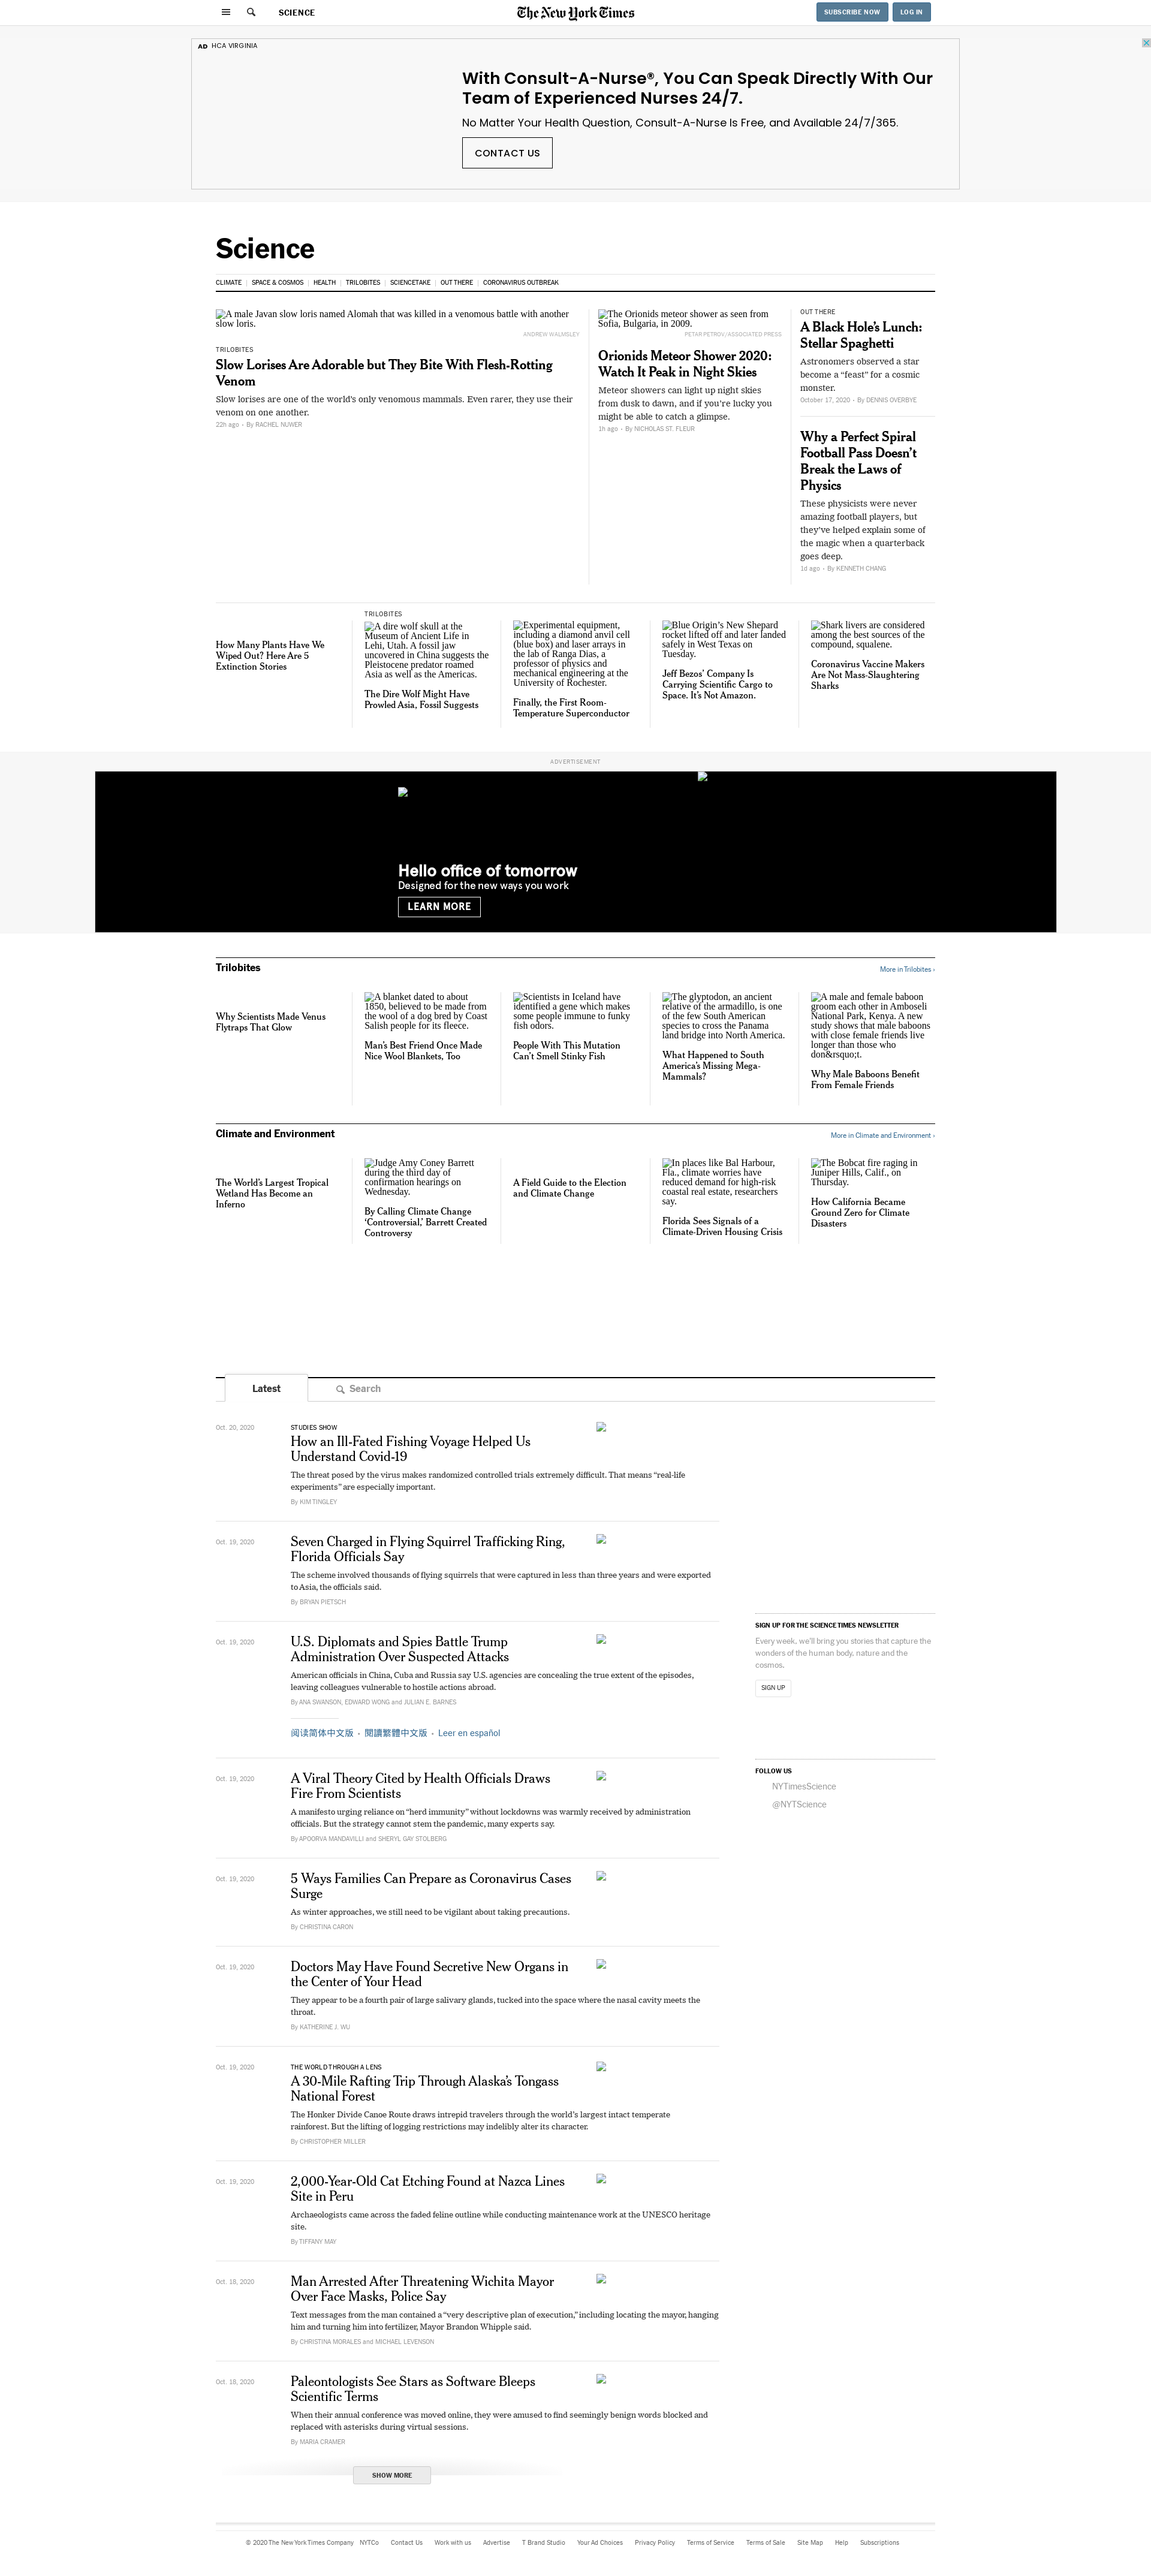 SCIENCE
The New York Times
SUBSCRIBE NOW
LOG IN
AD HCA VIRGINIA
With Consult-A-Nurse®, You Can Speak Directly With Our
Team of Experienced Nurses 24/7.
No Matter Your Health Question, Consult-A-Nurse Is Free, and Available 24/7/365.
CONTACT US
Science
CLIMATE | SPACE & COSMOS | HEALTH | TRILOBITES | SCIENCETAKE | OUT THERE | CORONAVIRUS OUTBREAK
A male Javan slow loris named Alomah that was killed in a venomous battle with another
slow loris.
ANDREW WALMSLEY
TRILOBITES
Slow Lorises Are Adorable but They Bite With Flesh-Rotting
Venom
Slow lorises are one of the world's only venomous mammals. Even rarer, they use their
venom on one another.
22h ago • By RACHEL NUWER
The Orionids meteor shower as seen from
Sofia, Bulgaria, in 2009.
PETAR PETROV/ASSOCIATED PRESS
Orionids Meteor Shower 2020:
Watch It Peak in Night Skies
Meteor showers can light up night skies
from dusk to dawn, and if you're lucky you
might be able to catch a glimpse.
1h ago • By NICHOLAS ST. FLEUR
OUT THERE
A Black Hole's Lunch:
Stellar Spaghetti
Astronomers observed a star
become a “feast” for a cosmic
monster.
October 17, 2020 • By DENNIS OVERBYE
Why a Perfect Spiral
Football Pass Doesn't
Break the Laws of
Physics
These physicists were never
amazing football players, but
they've helped explain some of
the magic when a quarterback
goes deep.
1d ago • By KENNETH CHANG
How Many Plants Have We
Wiped Out? Here Are 5
Extinction Stories
TRILOBITES
A dire wolf skull at the
Museum of Ancient Life in
Lehi, Utah. A fossil jaw
uncovered in China suggests the
Pleistocene predator roamed
Asia as well as the Americas.
The Dire Wolf Might Have
Prowled Asia, Fossil Suggests
Experimental equipment,
including a diamond anvil cell
(blue box) and laser arrays in
the lab of Ranga Dias, a
professor of physics and
mechanical engineering at the
University of Rochester.
Finally, the First Room-
Temperature Superconductor
Blue Origin's New Shepard
rocket lifted off and later landed
safely in West Texas on
Tuesday.
Jeff Bezos' Company Is
Carrying Scientific Cargo to
Space. It's Not Amazon.
Shark livers are considered
among the best sources of the
compound, squalene.
Coronavirus Vaccine Makers
Are Not Mass-Slaughtering
Sharks
ADVERTISEMENT
Hello office of tomorrow
Designed for the new ways you work
LEARN MORE
Trilobites
More in Trilobites ›
Why Scientists Made Venus
Flytraps That Glow
A blanket dated to about
1850, believed to be made from
the wool of a dog bred by Coast
Salish people for its fleece.
Man's Best Friend Once Made
Nice Wool Blankets, Too
Scientists in Iceland have
identified a gene which makes
some people immune to funky
fish odors.
People With This Mutation
Can't Smell Stinky Fish
The glyptodon, an ancient
relative of the armadillo, is one
of the few South American
species to cross the Panama
land bridge into North America.
What Happened to South
America's Missing Mega-
Mammals?
A male and female baboon
groom each other in Amboseli
National Park, Kenya. A new
study shows that male baboons
with close female friends live
longer than those who
don&rsquo;t.
Why Male Baboons Benefit
From Female Friends
Climate and Environment
More in Climate and Environment ›
The World's Largest Tropical
Wetland Has Become an
Inferno
Judge Amy Coney Barrett
during the third day of
confirmation hearings on
Wednesday.
By Calling Climate Change
‘Controversial,’ Barrett Created
Controversy
A Field Guide to the Election
and Climate Change
In places like Bal Harbour,
Fla., climate worries have
reduced demand for high-risk
coastal real estate, researchers
say.
Florida Sees Signals of a
Climate-Driven Housing Crisis
The Bobcat fire raging in
Juniper Hills, Calif., on
Thursday.
How California Became
Ground Zero for Climate
Disasters
Latest
Search
Oct. 20, 2020
STUDIES SHOW
How an Ill-Fated Fishing Voyage Helped Us
Understand Covid-19
The threat posed by the virus makes randomized controlled trials extremely difficult. That means “real-life
experiments” are especially important.
By KIM TINGLEY
Oct. 19, 2020
Seven Charged in Flying Squirrel Trafficking Ring,
Florida Officials Say
The scheme involved thousands of flying squirrels that were captured in less than three years and were exported
to Asia, the officials said.
By BRYAN PIETSCH
Oct. 19, 2020
U.S. Diplomats and Spies Battle Trump
Administration Over Suspected Attacks
American officials in China, Cuba and Russia say U.S. agencies are concealing the true extent of the episodes,
leaving colleagues vulnerable to hostile actions abroad.
By ANA SWANSON, EDWARD WONG and JULIAN E. BARNES
阅读简体中文版 • 閱讀繁體中文版 • Leer en español
Oct. 19, 2020
A Viral Theory Cited by Health Officials Draws
Fire From Scientists
A manifesto urging reliance on “herd immunity” without lockdowns was warmly received by administration
officials. But the strategy cannot stem the pandemic, many experts say.
By APOORVA MANDAVILLI and SHERYL GAY STOLBERG
Oct. 19, 2020
5 Ways Families Can Prepare as Coronavirus Cases
Surge
As winter approaches, we still need to be vigilant about taking precautions.
By CHRISTINA CARON
Oct. 19, 2020
Doctors May Have Found Secretive New Organs in
the Center of Your Head
They appear to be a fourth pair of large salivary glands, tucked into the space where the nasal cavity meets the
throat.
By KATHERINE J. WU
Oct. 19, 2020
THE WORLD THROUGH A LENS
A 30-Mile Rafting Trip Through Alaska's Tongass
National Forest
The Honker Divide Canoe Route draws intrepid travelers through the world's largest intact temperate
rainforest. But the lifting of logging restrictions may indelibly alter its character.
By CHRISTOPHER MILLER
Oct. 19, 2020
2,000-Year-Old Cat Etching Found at Nazca Lines
Site in Peru
Archaeologists came across the faded feline outline while conducting maintenance work at the UNESCO heritage
site.
By TIFFANY MAY
Oct. 18, 2020
Man Arrested After Threatening Wichita Mayor
Over Face Masks, Police Say
Text messages from the man contained a “very descriptive plan of execution,” including locating the mayor, hanging
him and turning him into fertilizer, Mayor Brandon Whipple said.
By CHRISTINA MORALES and MICHAEL LEVENSON
Oct. 18, 2020
Paleontologists See Stars as Software Bleeps
Scientific Terms
When their annual conference was moved online, they were amused to find seemingly benign words blocked and
replaced with asterisks during virtual sessions.
By MARIA CRAMER
SHOW MORE
SIGN UP FOR THE SCIENCE TIMES NEWSLETTER
Every week, we'll bring you stories that capture the
wonders of the human body, nature and the
cosmos.
SIGN UP
FOLLOW US
NYTimesScience
@NYTScience
© 2020 The New York Times Company NYTCo Contact Us Work with us Advertise T Brand Studio Your Ad Choices Privacy Policy Terms of Service Terms of Sale Site Map Help Subscriptions